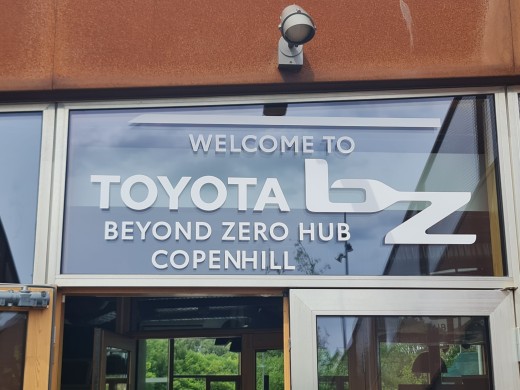 WELCOME TO
TOYOTA bZ
BEYOND ZERO HUB
COPENHILL